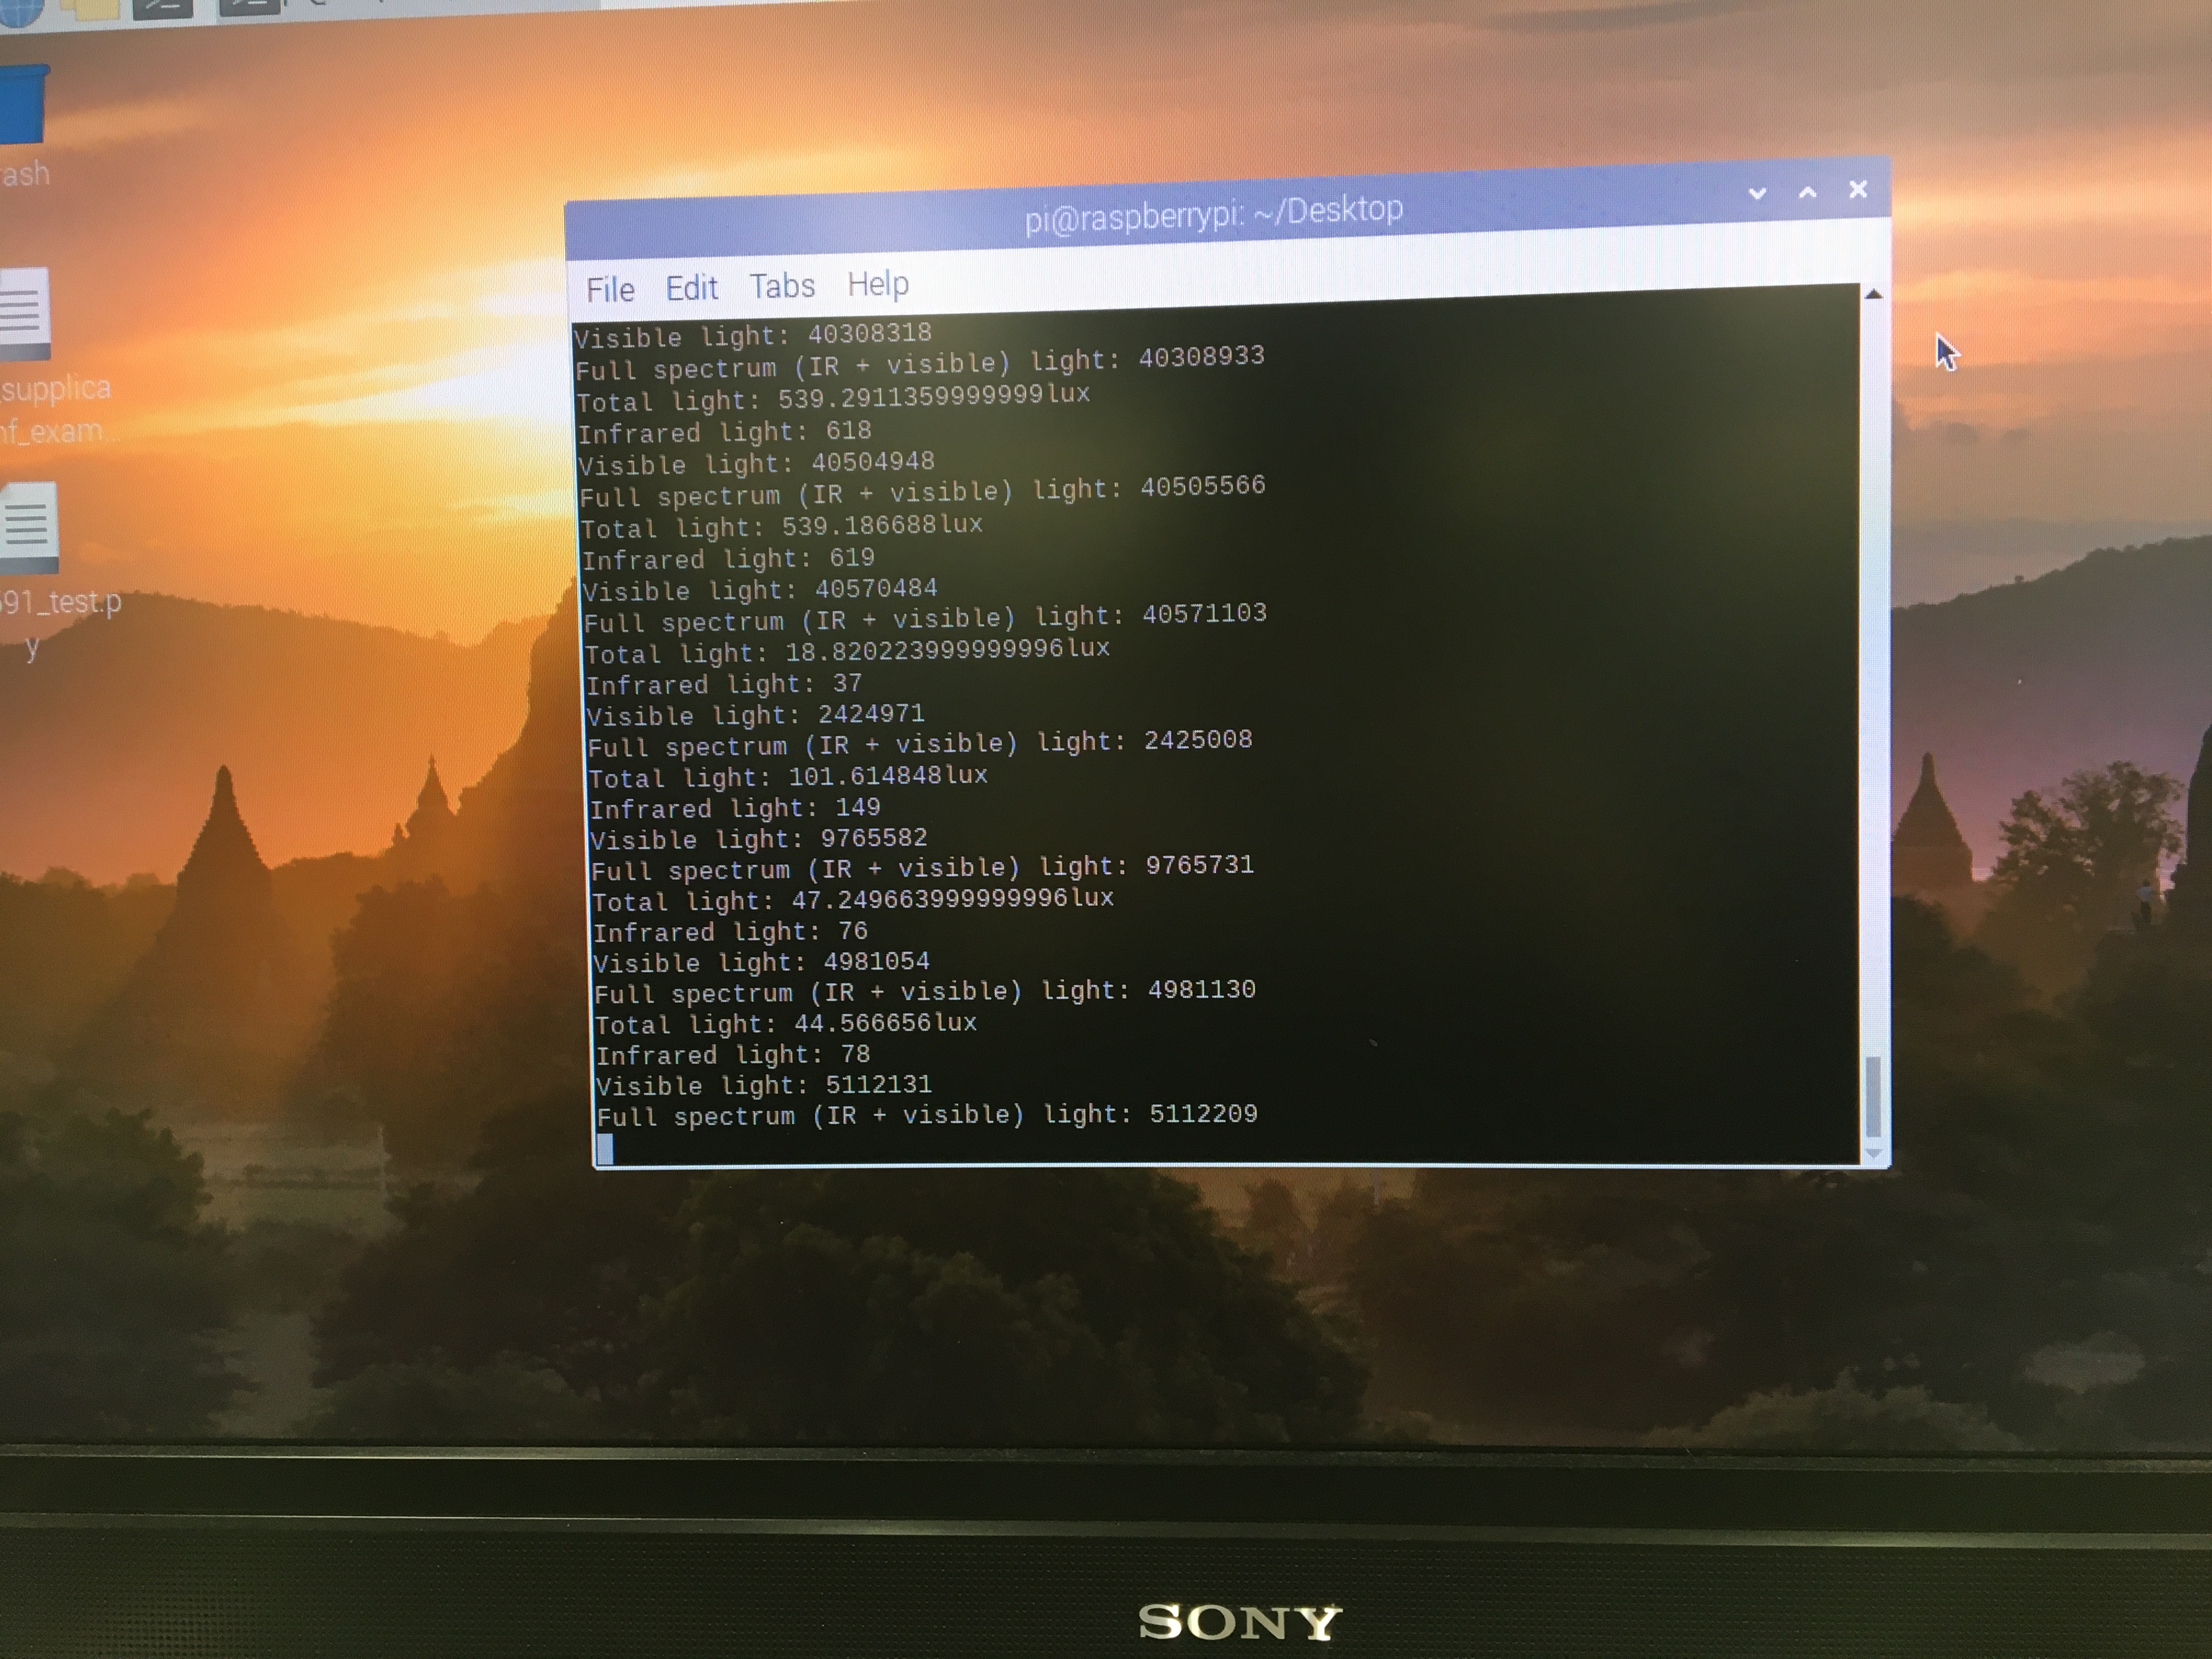 pi@raspberrypi: ~/Desktop
File Edit Tabs Help
Visible light: 40308318
Full spectrum (IR + visible) light: 40308933
Total light: 539.2911359999999lux
Infrared light: 618
Visible light: 40504948
Full spectrum (IR + visible) light: 40505566
Total light: 539.186688lux
Infrared light: 619
Visible light: 40570484
Full spectrum (IR + visible) light: 40571103
Total light: 18.820223999999996lux
Infrared light: 37
Visible light: 2424971
Full spectrum (IR + visible) light: 2425008
Total light: 101.614848lux
Infrared light: 149
Visible light: 9765582
Full spectrum (IR + visible) light: 9765731
Total light: 47.249663999999996lux
Infrared light: 76
Visible light: 4981054
Full spectrum (IR + visible) light: 4981130
Total light: 44.566656lux
Infrared light: 78
Visible light: 5112131
Full spectrum (IR + visible) light: 5112209
ash
supplica
nf_exam...
591_test.p
y
SONY